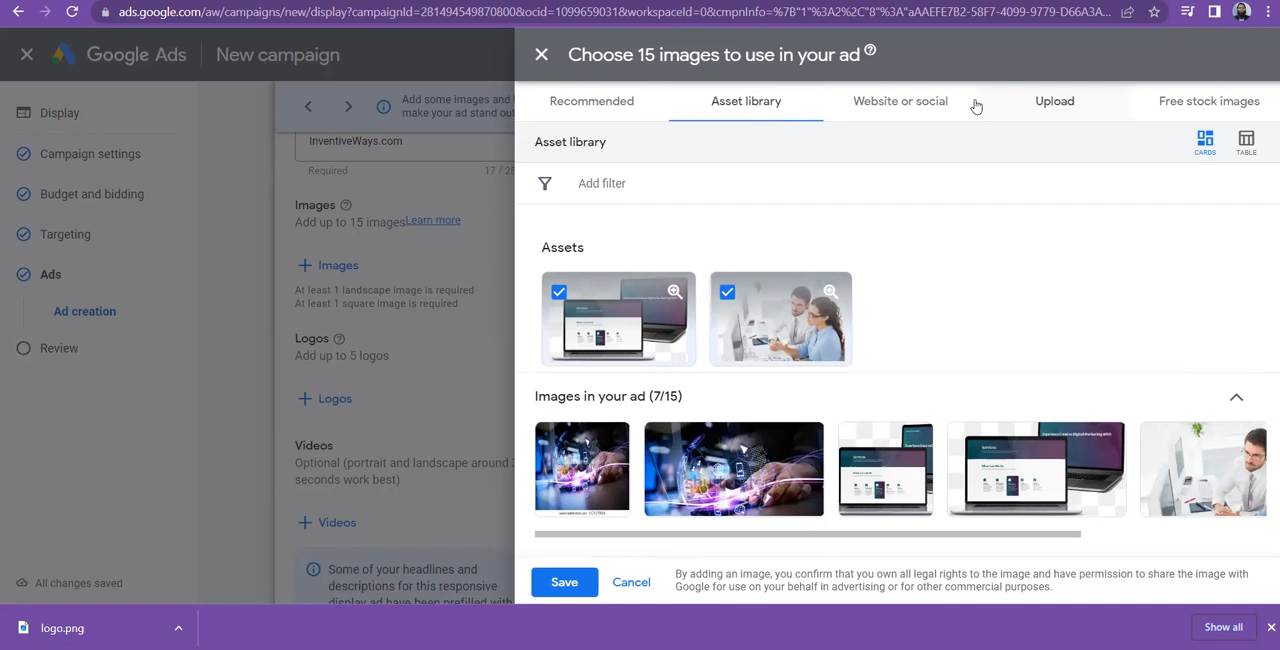 ads.google.com/aw/campaigns/new/display?campaignId=281494549870800&ocid=1099659031&workspaceId=0&cmpnInfo=%7B"1"%3A2%2C"8"%3A"aAAEFE7B2-58F7-4099-9779-D66A3A...
Google Ads
New campaign
Choose 15 images to use in your ad
Display
Campaign settings
Budget and bidding
Targeting
Ads
Ad creation
Review
All changes saved
Add some images and
make your ad stand out
InventiveWays.com
Required
17 / 25
Images
Add up to 15 images Learn more
Images
At least 1 landscape image is required
At least 1 square image is required
Logos
Add up to 5 logos
Logos
Videos
Optional (portrait and landscape around
seconds work best)
Videos
Some of your headlines and
descriptions for this responsive
display ad have been prefilled with
Recommended
Asset library
Website or social
Upload
Free stock images
Asset library
CARDS
TABLE
Add filter
Assets
Images in your ad (7/15)
Save
Cancel
By adding an image, you confirm that you own all legal rights to the image and have permission to share the image with
Google for use on your behalf in advertising or for other commercial purposes.
logo.png
Show all